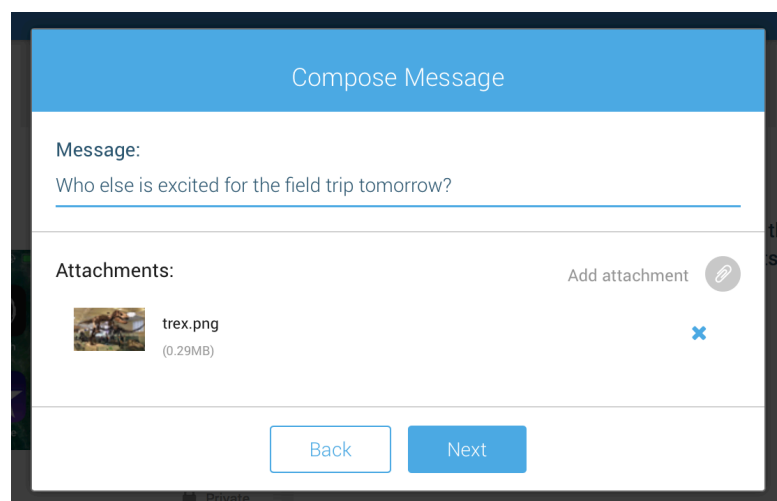 Compose Message
Message:
Who else is excited for the field trip tomorrow?
Attachments:
Add attachment
trex.png
(0.29MB)
Back
Next
Private